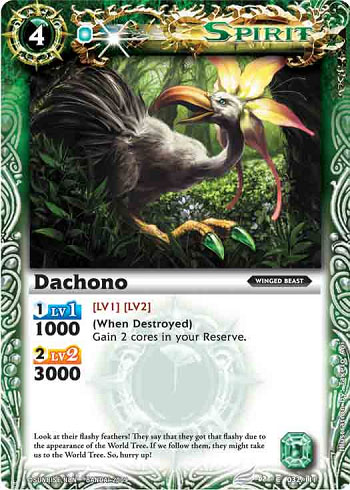 4
SPIRIT
Dachono
WINGED BEAST
1 LV1
1000
[LV1] [LV2]
(When Destroyed)
Gain 2 cores in your Reserve.
2 LV2
3000
Look at their flashy feathers! They say that they got that flashy due to
the appearance of the World Tree. If we follow them, they might take
us to the World Tree. So, hurry up!